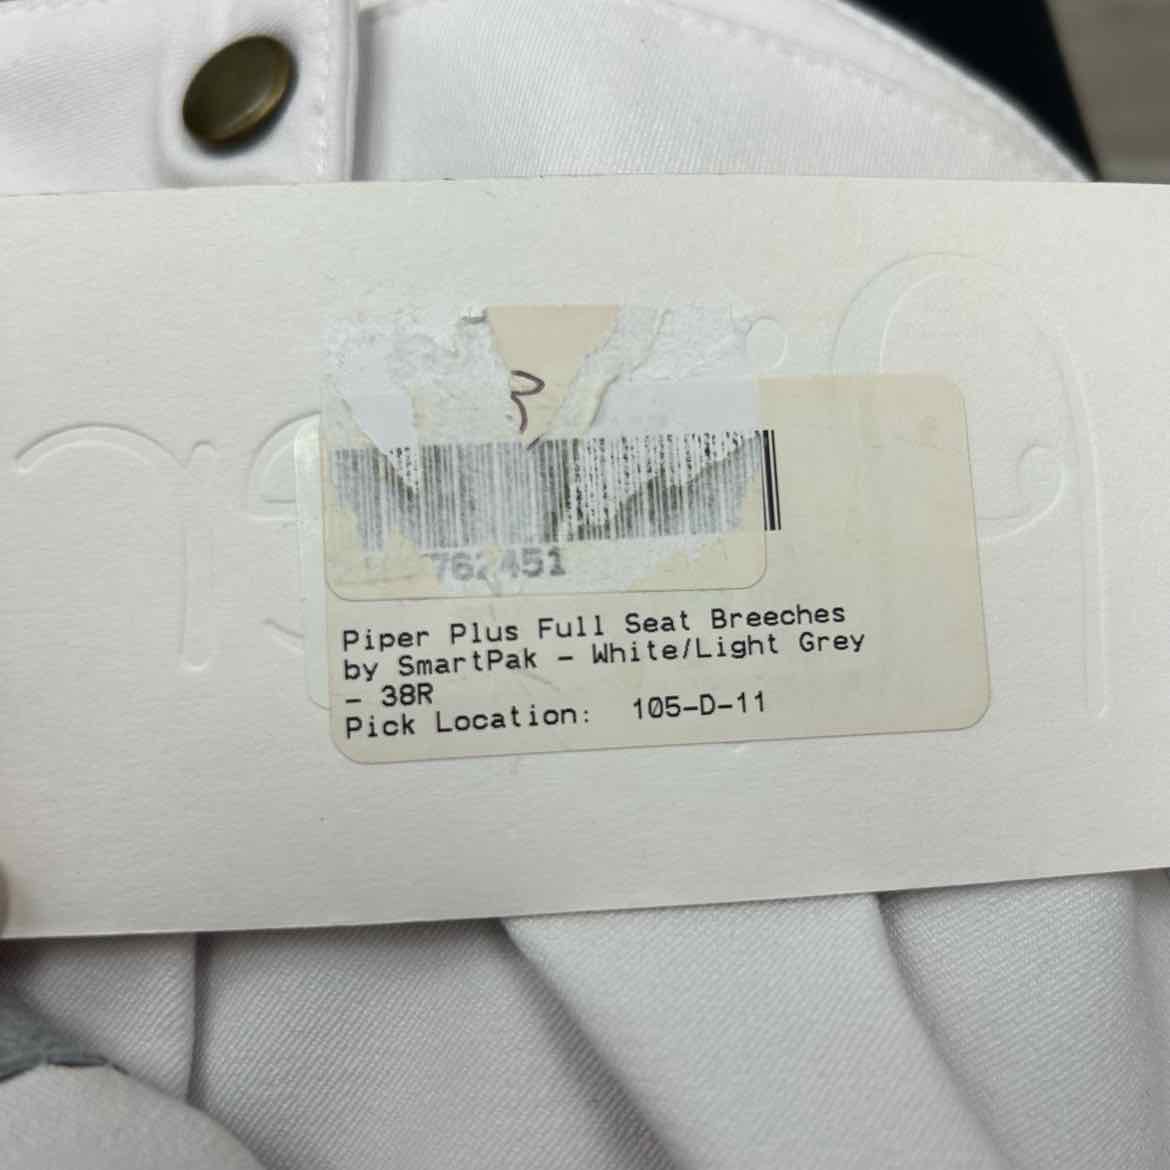 762451
Piper Plus Full Seat Breeches
by SmartPak - White/Light Grey
- 38R
Pick Location: 105-D-11